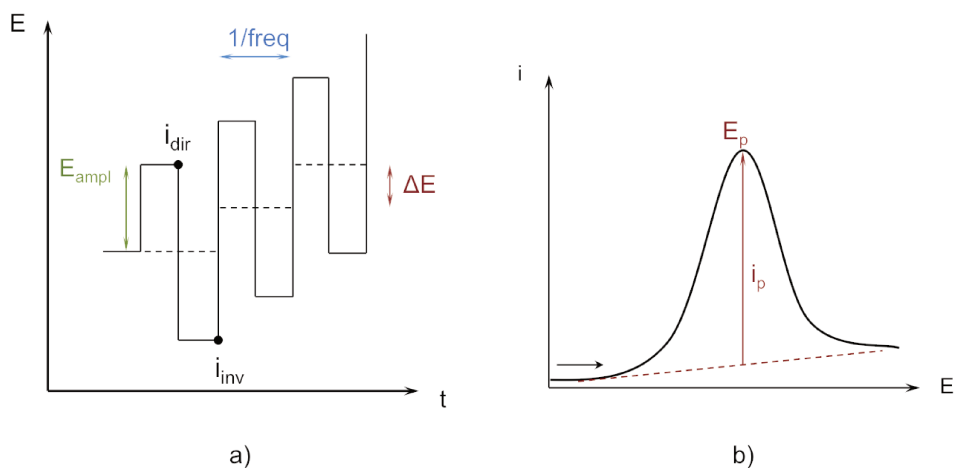 E
1/freq
i_dir
E_ampl
ΔE
i_inv
t
a)
i
E_p
i_p
E
b)